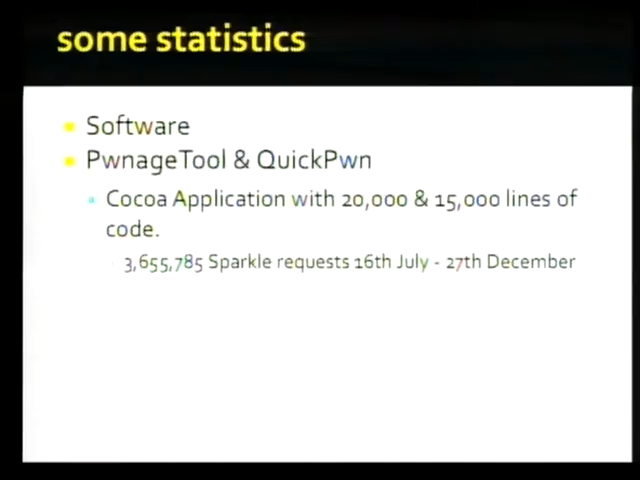 some statistics
Software
PwnageTool & QuickPwn
Cocoa Application with 20,000 & 15,000 lines of
code.
3,655,785 Sparkle requests 16th July - 27th December